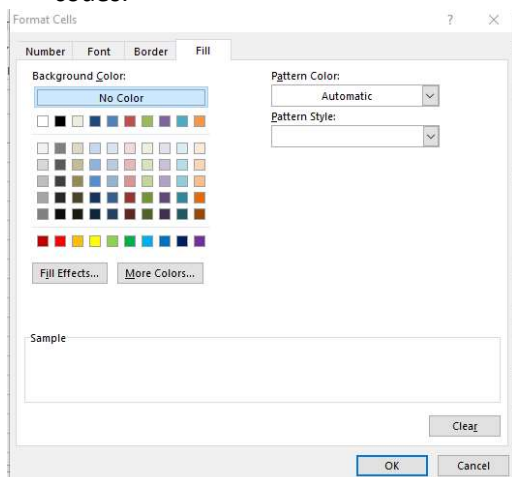 Format Cells ? ×
Number Font Border Fill
Background Color:
No Color
Pattern Color:
Automatic
Pattern Style:
Fill Effects...
More Colors...
Sample
Clear
OK Cancel